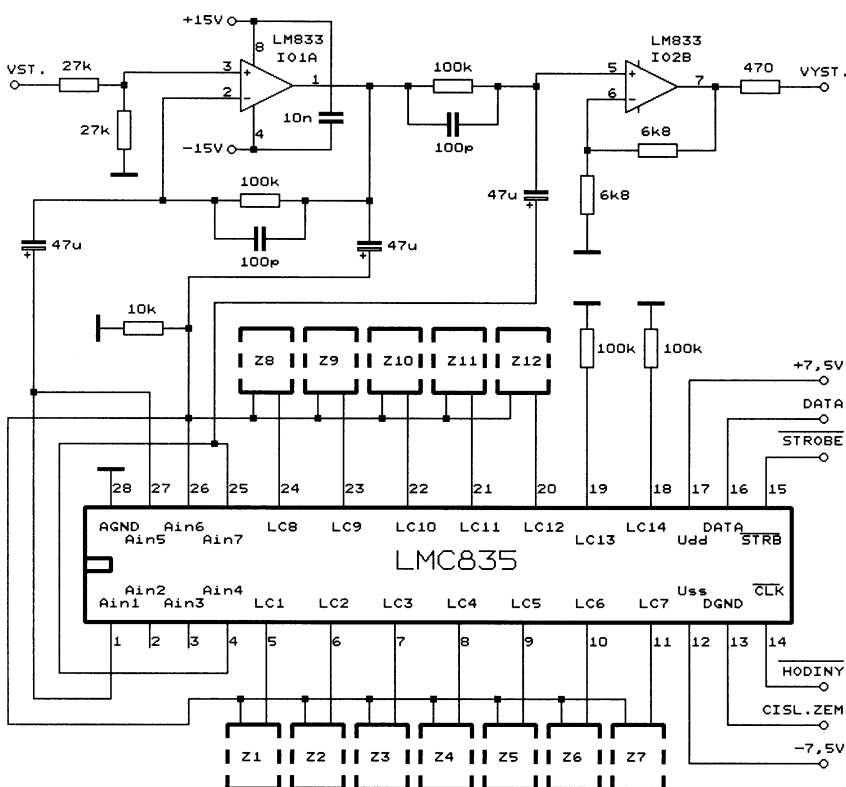 +15V
LM833
IO1A
8
VST.
27k
3
+
2
-
1
4
27k
-15V
10n
100k
100p
LM833
IO2B
5
+
6
-
7
470
VYST.
6k8
6k8
100k
100p
47u
+
47u
+
47u
+
10k
Z8
Z9
Z10
Z11
Z12
100k
100k
+7,5V
DATA
STROBE
28
27
26
25
24
23
22
21
20
19
18
17
16
15
AGND
Ain5
Ain6
Ain7
LC8
LC9
LC10
LC11
LC12
LC13
LC14
Udd
DATA
STRB
LMC835
Ain1
Ain2
Ain3
Ain4
LC1
LC2
LC3
LC4
LC5
LC6
LC7
Uss
DGND
CLK
1
2
3
4
5
6
7
8
9
10
11
12
13
14
HODINY
CISL.ZEM
-7,5V
Z1
Z2
Z3
Z4
Z5
Z6
Z7